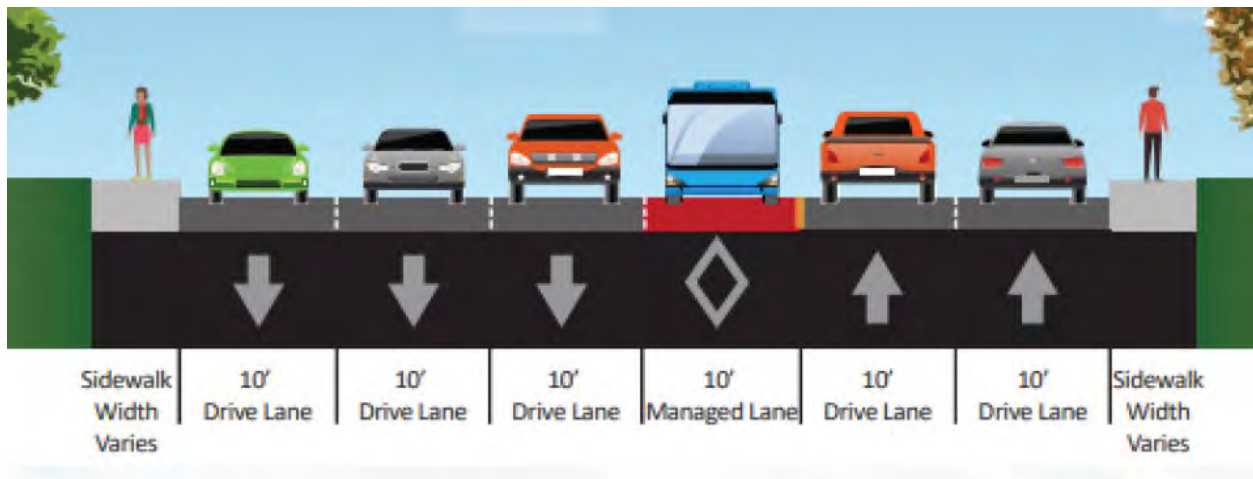 Sidewalk
Width
Varies
10'
Drive Lane
10'
Drive Lane
10'
Drive Lane
10'
Managed Lane
10'
Drive Lane
10'
Drive Lane
Sidewalk
Width
Varies